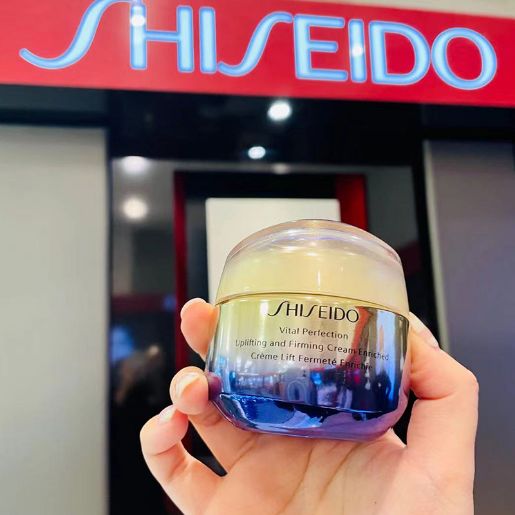 SHISEIDO
SHISEIDO
Vital Perfection
Uplifting and Firming Cream Enriched
Crème Lift Fermeté Enrichie